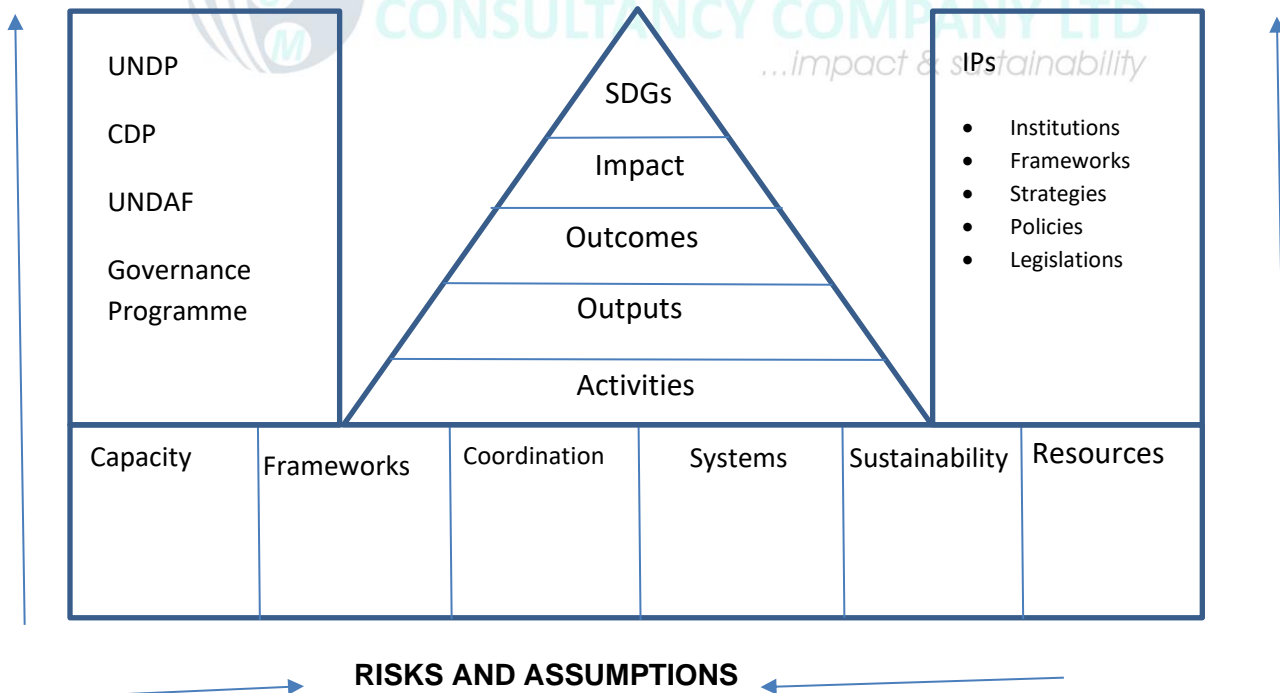 CONSULTANCY COMPANY LTD
...impact & sustainability
M
UNDP
CDP
UNDAF
Governance
Programme
SDGs
Impact
Outcomes
Outputs
Activities
IPs
• Institutions
• Frameworks
• Strategies
• Policies
• Legislations
Capacity
Frameworks
Coordination
Systems
Sustainability
Resources
RISKS AND ASSUMPTIONS